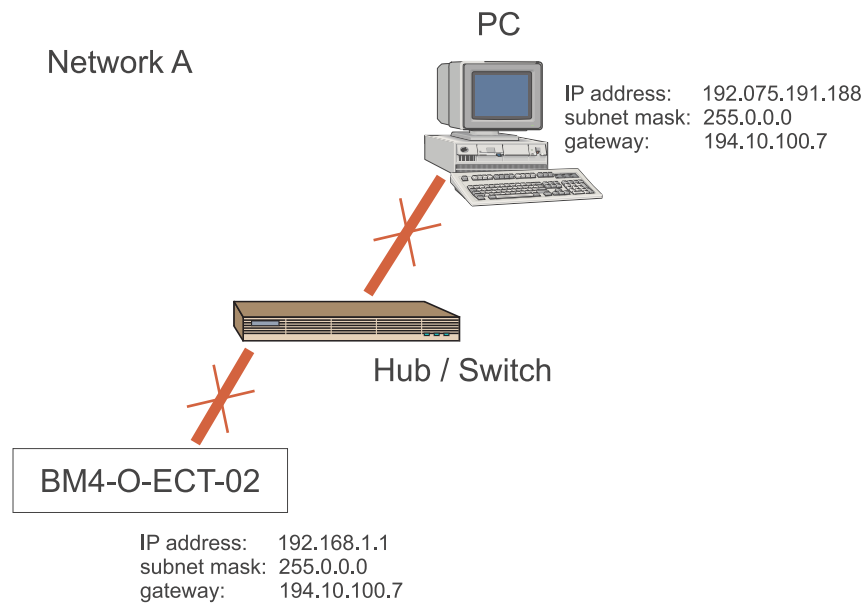 PC
Network A
IP address: 192.075.191.188
subnet mask: 255.0.0.0
gateway: 194.10.100.7
Hub / Switch
BM4-O-ECT-02
IP address: 192.168.1.1
subnet mask: 255.0.0.0
gateway: 194.10.100.7